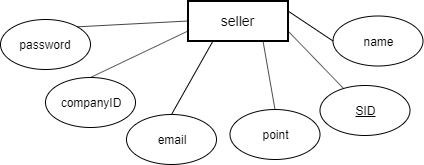 seller
password
name
companyID
SID
email
point